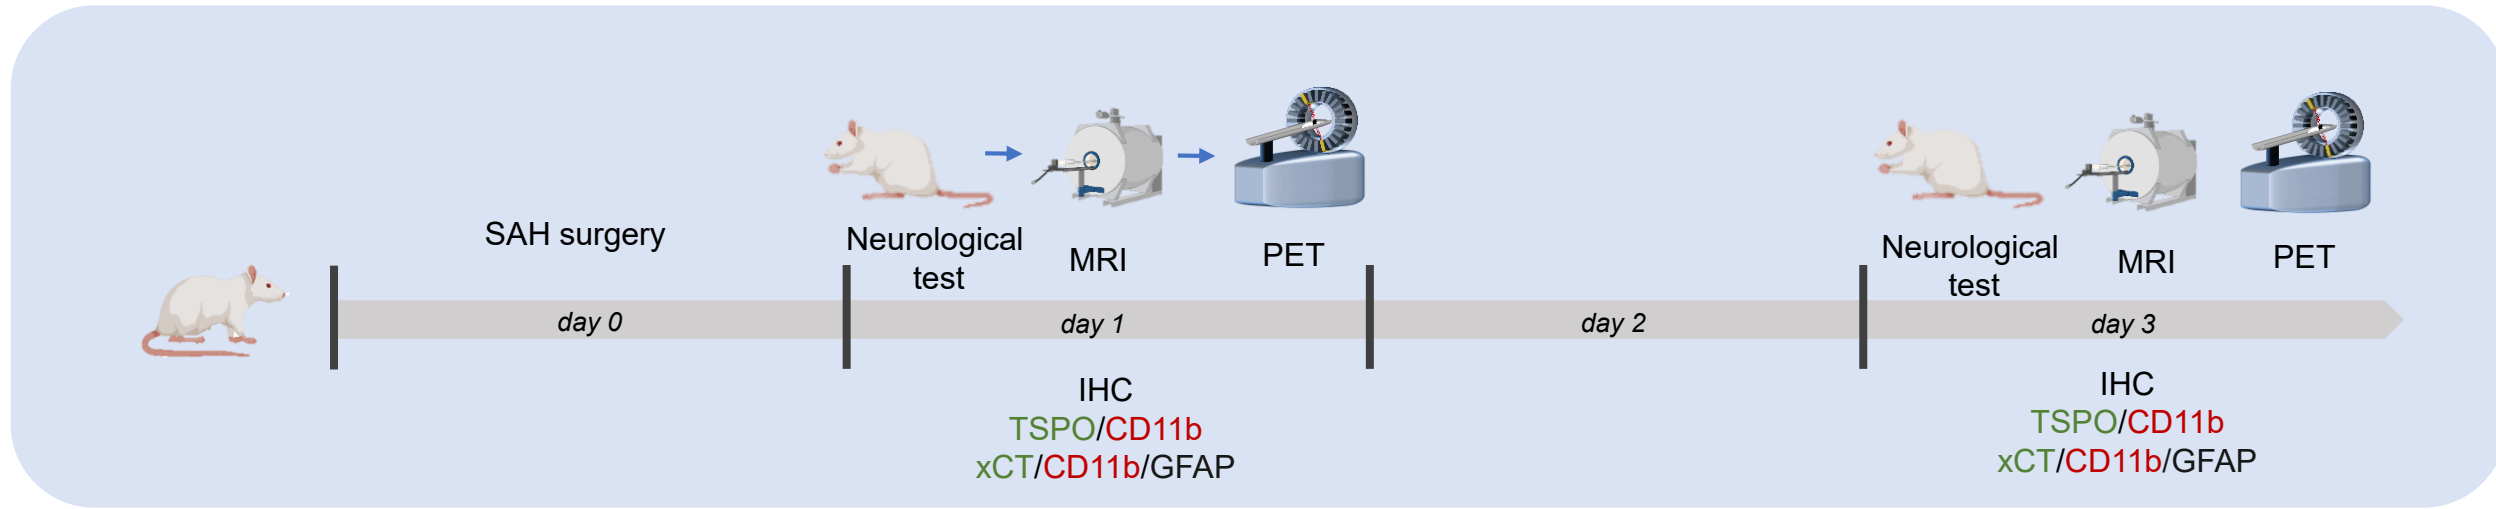 SAH surgery
Neurological
test
MRI
PET
Neurological
test
MRI
PET
day 0
day 1
day 2
day 3
IHC
TSPO/CD11b
xCT/CD11b/GFAP
IHC
TSPO/CD11b
xCT/CD11b/GFAP